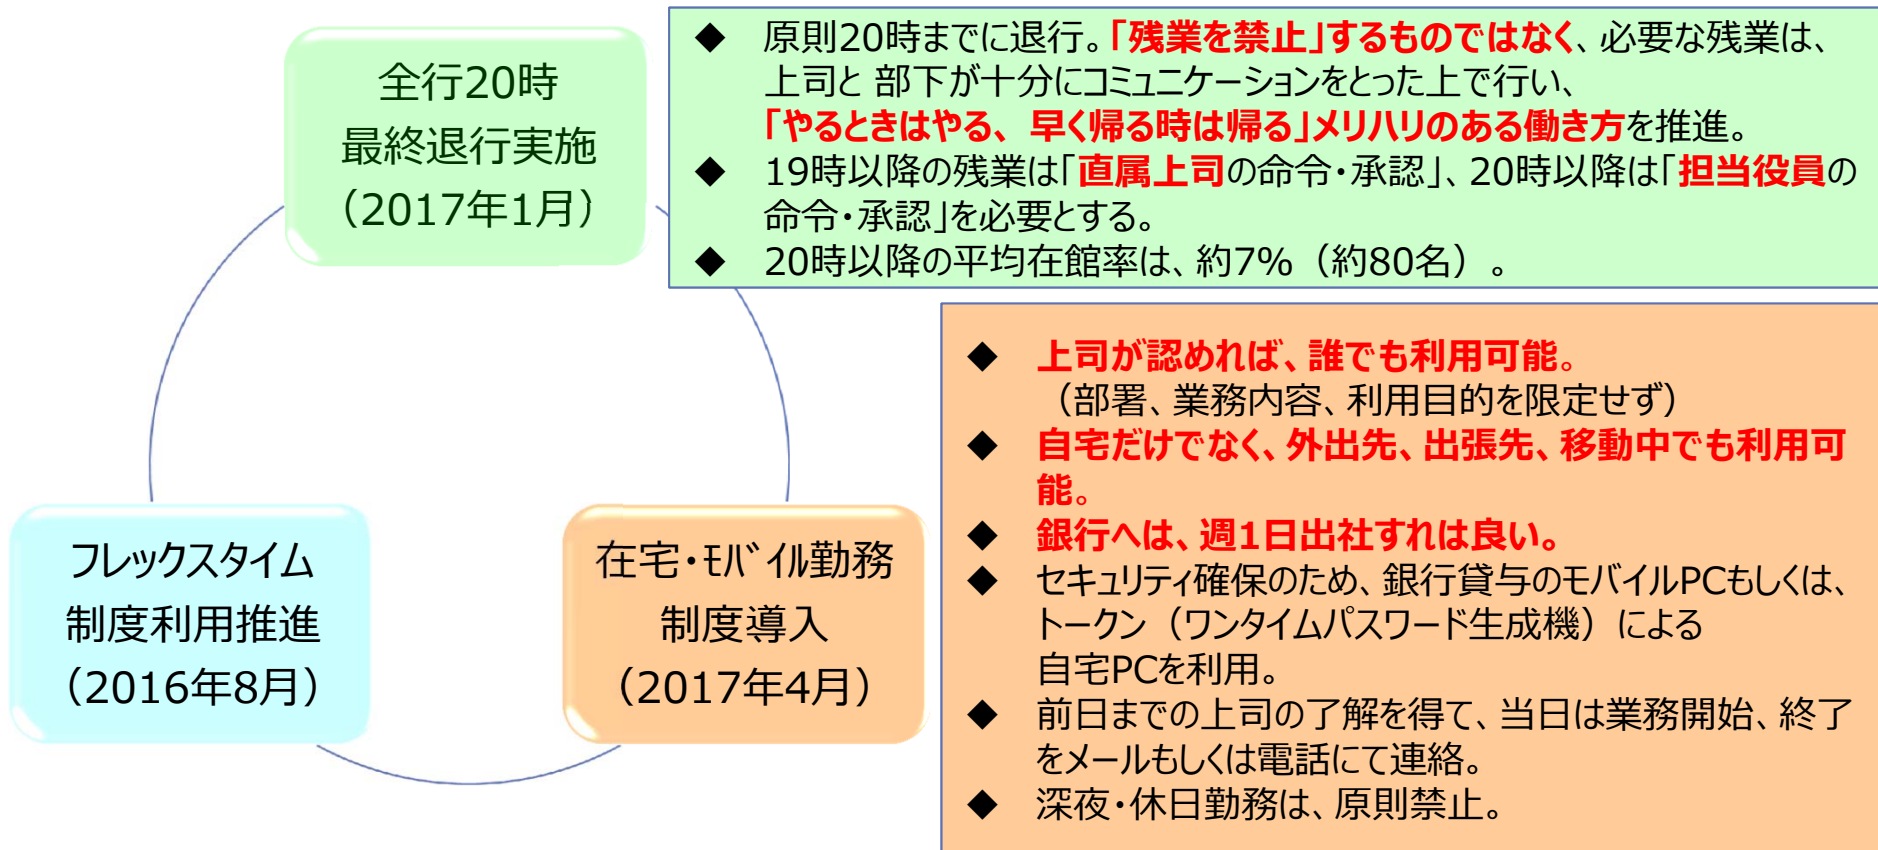 全行20時
最終退行実施
（2017年1月）
◆ 原則20時までに退行。「残業を禁止」するものではなく、必要な残業は、
上司と 部下が十分にコミュニケーションをとった上で行い、
「やるときはやる、早く帰る時は帰る」メリハリのある働き方を推進。
◆ 19時以降の残業は「直属上司の命令・承認」、20時以降は「担当役員の
命令・承認」を必要とする。
◆ 20時以降の平均在館率は、約7%（約80名）。
フレックスタイム
制度利用推進
（2016年8月）
在宅・ﾓﾊﾞｲﾙ勤務
制度導入
（2017年4月）
◆ 上司が認めれば、誰でも利用可能。
（部署、業務内容、利用目的を限定せず）
◆ 自宅だけでなく、外出先、出張先、移動中でも利用可
能。
◆ 銀行へは、週1日出社すれは良い。
◆ セキュリティ確保のため、銀行貸与のモバイルPCもしくは、
トークン（ワンタイムパスワード生成機）による
自宅PCを利用。
◆ 前日までの上司の了解を得て、当日は業務開始、終了
をメールもしくは電話にて連絡。
◆ 深夜・休日勤務は、原則禁止。